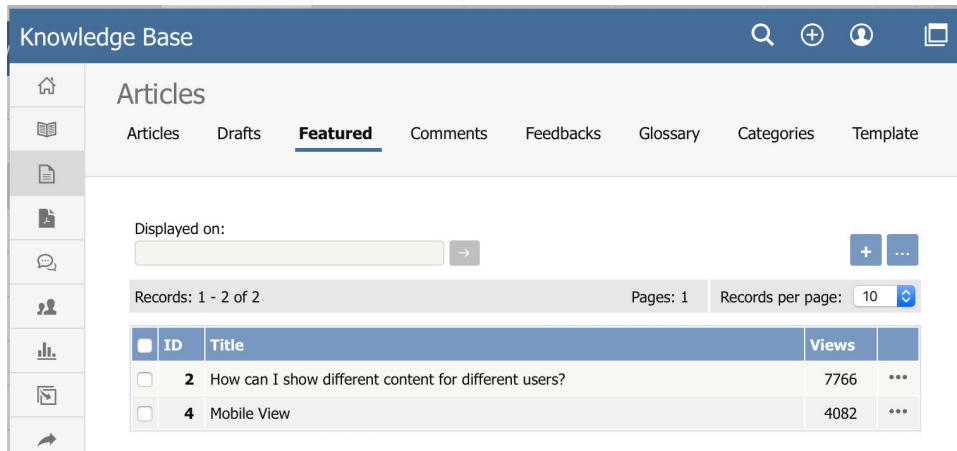 Knowledge Base
Articles
Articles Drafts Featured Comments Feedbacks Glossary Categories Template
Displayed on:
+ ...
Records: 1 - 2 of 2 Pages: 1 Records per page: 10
ID Title Views
2 How can I show different content for different users? 7766 •••
4 Mobile View 4082 •••